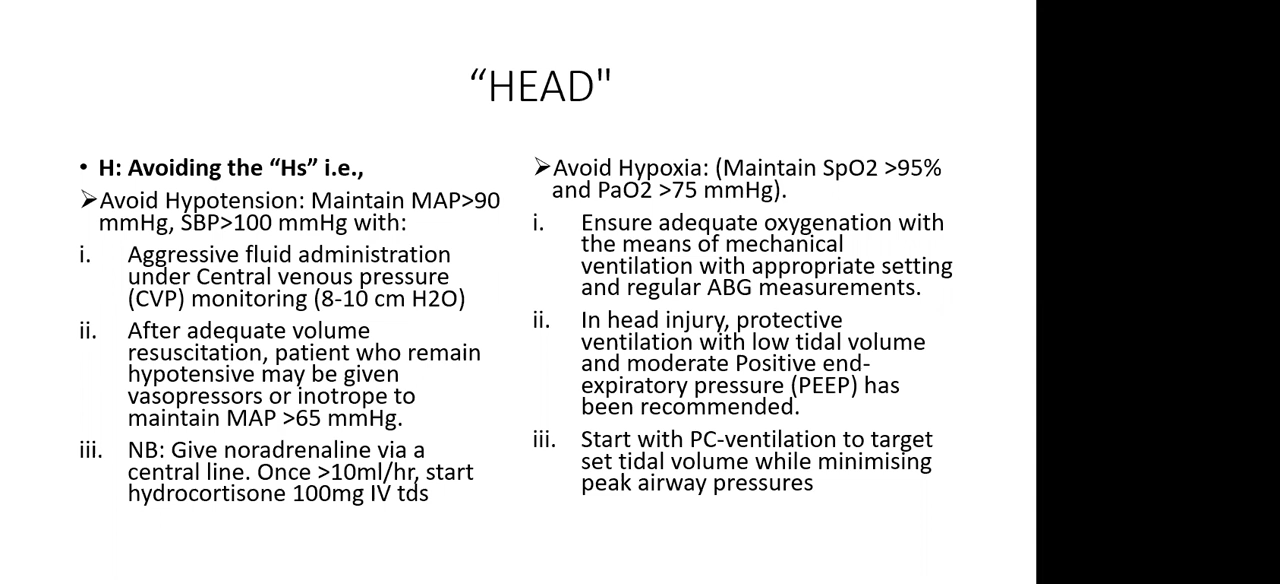 “HEAD"
• H: Avoiding the “Hs” i.e.,
➢Avoid Hypotension: Maintain MAP>90
mmHg, SBP>100 mmHg with:
i. Aggressive fluid administration
under Central venous pressure
(CVP) monitoring (8-10 cm H2O)
ii. After adequate volume
resuscitation, patient who remain
hypotensive may be given
vasopressors or inotrope to
maintain MAP >65 mmHg.
iii. NB: Give noradrenaline via a
central line. Once >10ml/hr, start
hydrocortisone 100mg IV tds
➢Avoid Hypoxia: (Maintain SpO2 >95%
and PaO2 >75 mmHg).
i. Ensure adequate oxygenation with
the means of mechanical
ventilation with appropriate setting
and regular ABG measurements.
ii. In head injury, protective
ventilation with low tidal volume
and moderate Positive end-
expiratory pressure (PEEP) has
been recommended.
iii. Start with PC-ventilation to target
set tidal volume while minimising
peak airway pressures